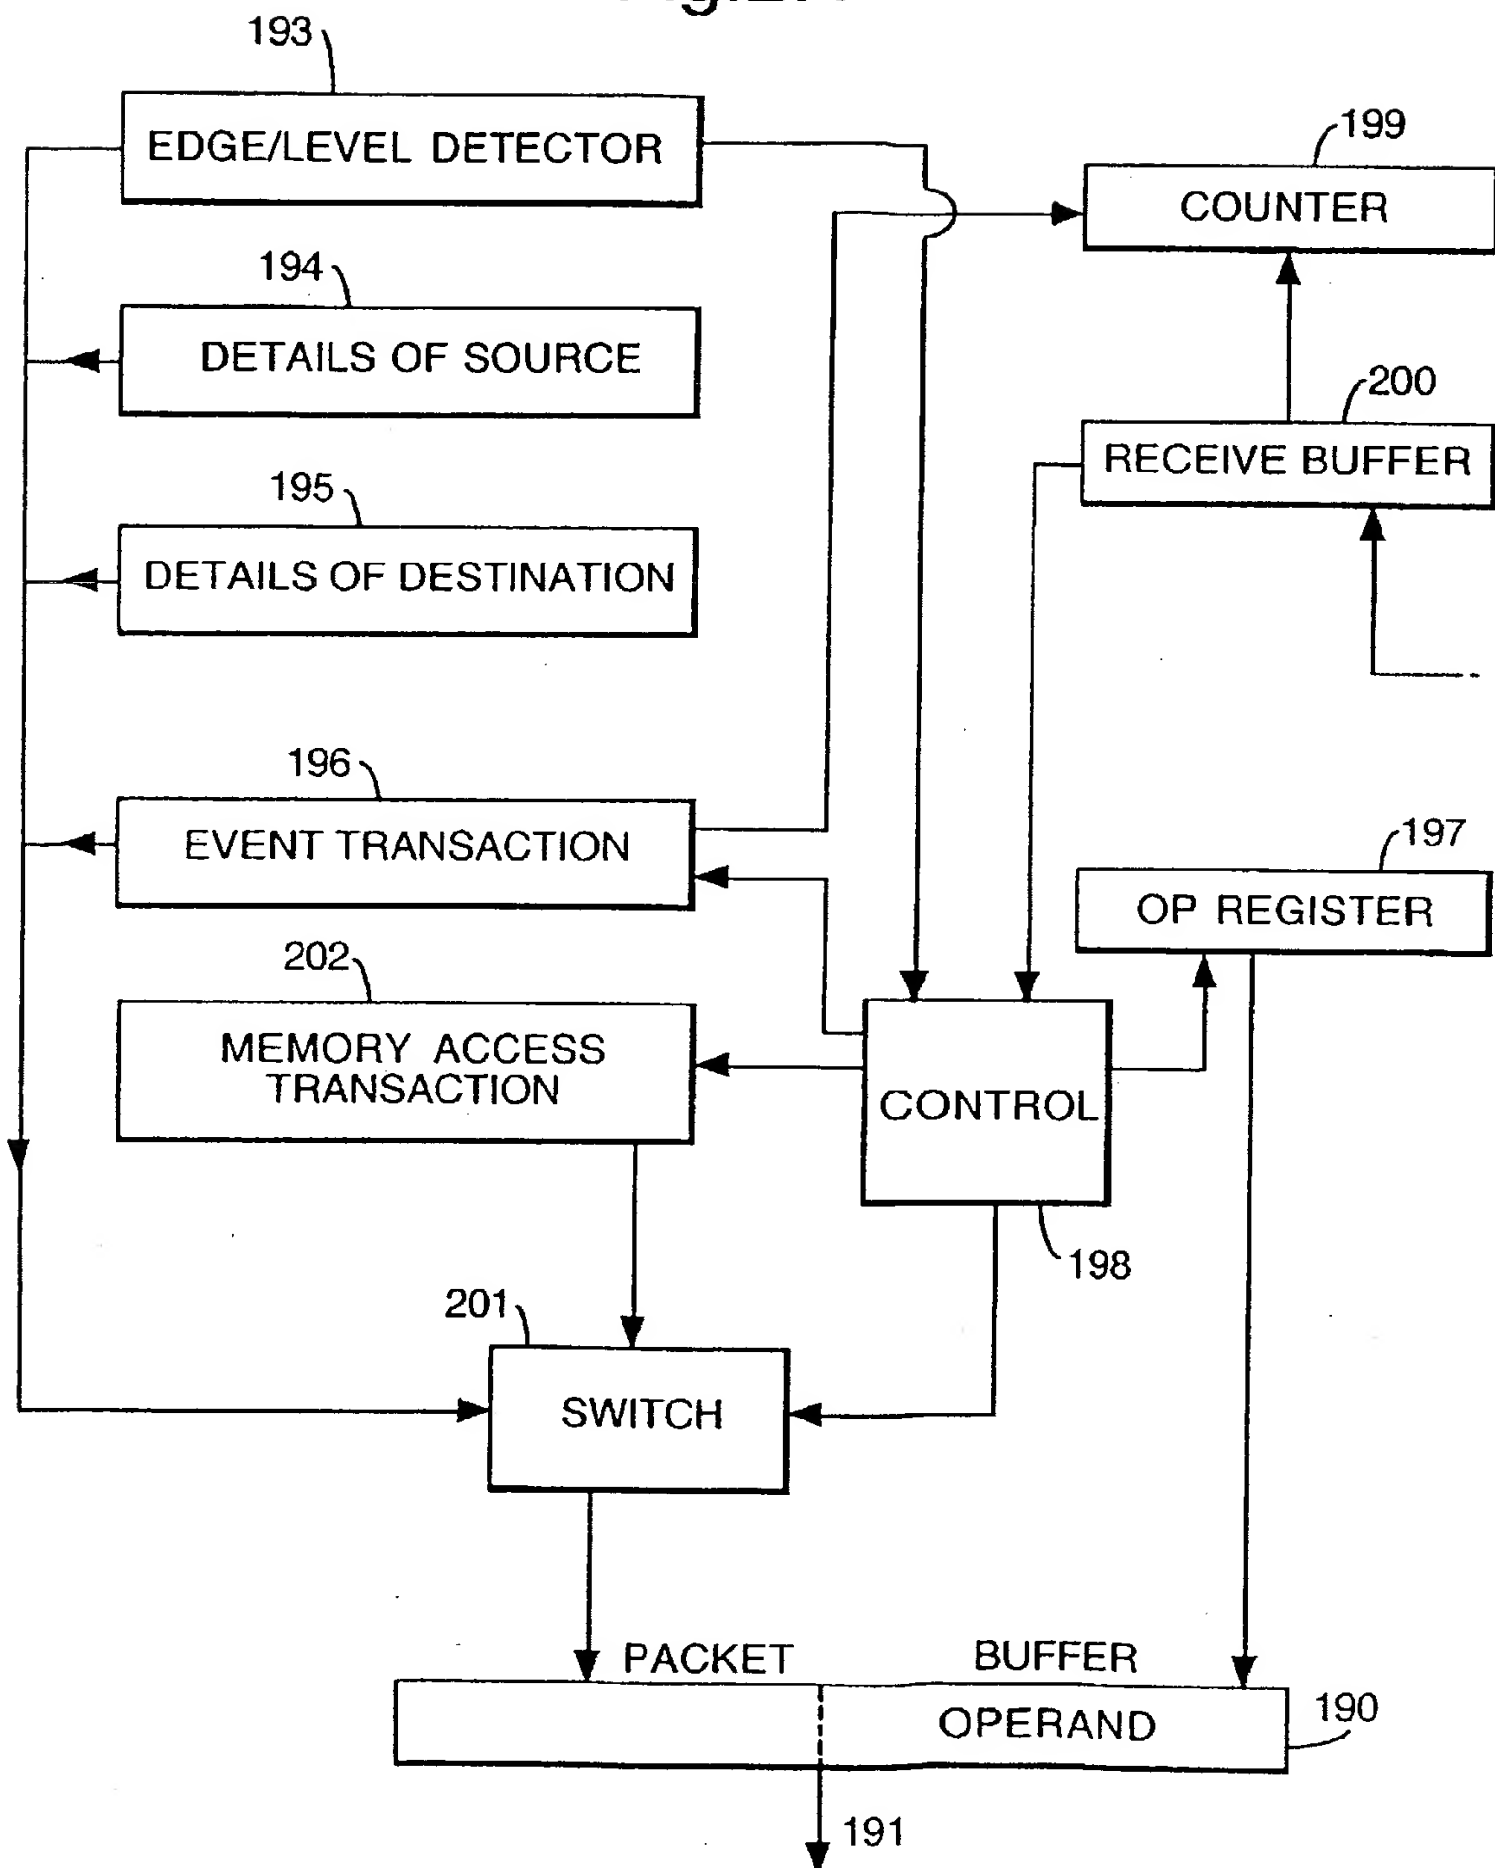 193
EDGE/LEVEL DETECTOR
199
COUNTER
194
DETAILS OF SOURCE
200
RECEIVE BUFFER
195
DETAILS OF DESTINATION
196
EVENT TRANSACTION
197
OP REGISTER
202
MEMORY ACCESS
TRANSACTION
CONTROL
198
201
SWITCH
PACKET BUFFER
OPERAND
190
191